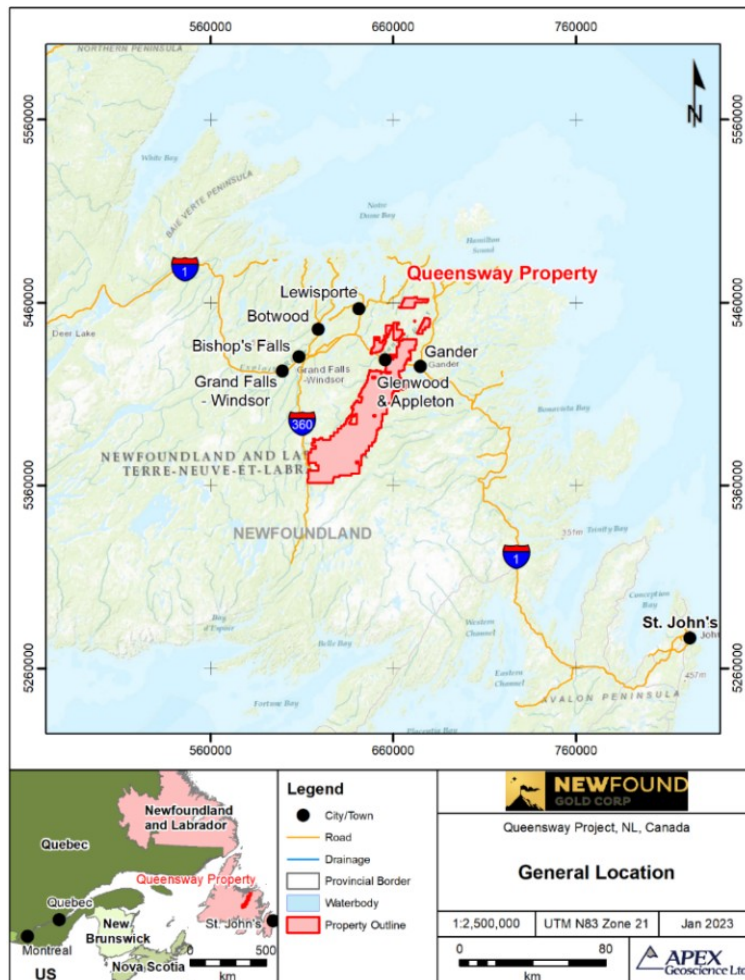 560000
660000
760000
NORTHERN PENINSULA
5560000
5560000
N
White Bay
BAIE VERTE PENINSULA
Notre
Dame Bay
Hamilton
Sound
1
Queensway Property
Lewisporte
5460000
5460000
Botwood
Deer Lake
Bishop's Falls
Gander
Gander
Grand Falls
-Windsor
Grand Falls
- Windsor
Glenwood
& Appleton
360
Bonavista Bay
NEWFOUNDLAND AND LA
TERRE-NEUVE-ET-LABR
5360000
5360000
NEWFOUNDLAND
351m
Trinity Bay
1
Conception
Bay
St. John's
John
Bay
d'Espoir
Belle Bay
Western
Channel
Eastern
Channel
5260000
5260000
457m
AVALON PENINSULA
Fortune Bay
Placentia Bay
560000
660000
760000
Newfoundland
and Labrador
Quebec
Queensway Property
Quebec
St. John's
New
Brunswick
Montreal
Nova Scotia
US
0
500
km
Legend
City/Town
Road
Drainage
Provincial Border
Waterbody
Property Outline
NEWFOUND
GOLD CORP
Queensway Project, NL, Canada
General Location
1:2,500,000
UTM N83 Zone 21
Jan 2023
0
80
km
APEX
Geoscience Ltd